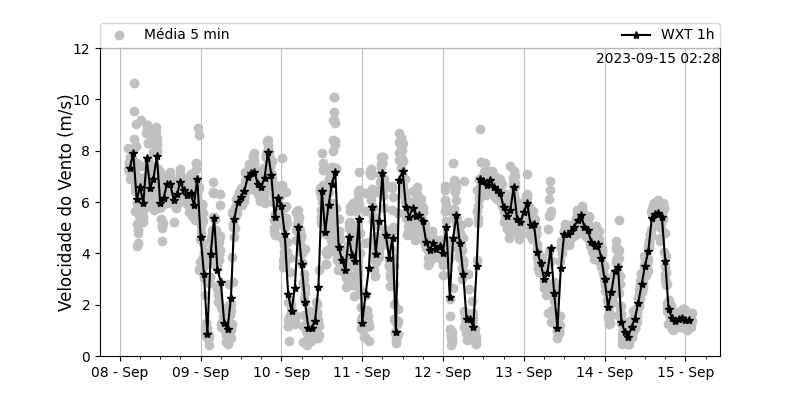 Média 5 min
WXT 1h
2023-09-15 02:28
Velocidade do Vento (m/s)
12
10
8
6
4
2
0
08 - Sep
09 - Sep
10 - Sep
11 - Sep
12 - Sep
13 - Sep
14 - Sep
15 - Sep